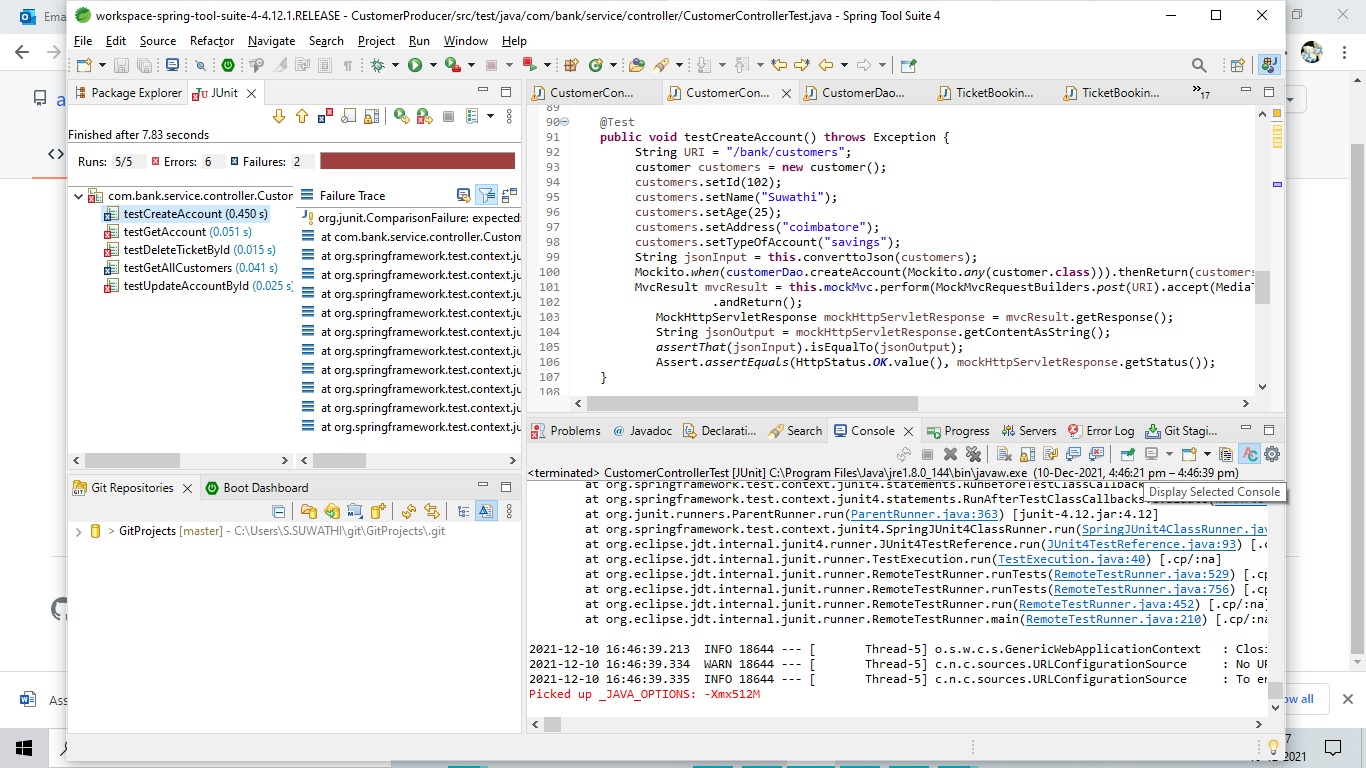 Ema
workspace-spring-tool-suite-4-4.12.1.RELEASE - CustomerProducer/src/test/java/com/bank/service/controller/CustomerControllerTest.java - Spring Tool Suite 4
File Edit Source Refactor Navigate Search Project Run Window Help
Package Explorer JUnit
Finished after 7.83 seconds
Runs: 5/5 Errors: 6 Failures: 2
com.bank.service.controller.Custor
testCreateAccount (0.450 s)
testGetAccount (0.051 s)
testDeleteTicketById (0.015 s)
testGetAllCustomers (0.041 s)
testUpdateAccountById (0.025 s)
Failure Trace
org.junit.ComparisonFailure: expected:
at com.bank.service.controller.Custom
at org.springframework.test.context.ju
at org.springframework.test.context.ju
at org.springframework.test.context.ju
at org.springframework.test.context.ju
at org.springframework.test.context.ju
at org.springframework.test.context.ju
at org.springframework.test.context.ju
at org.springframework.test.context.ju
at org.springframework.test.context.ju
at org.springframework.test.context.ju
CustomerCon... CustomerCon... CustomerDao... TicketBookin... TicketBookin... »17
89
90 @Test
91 public void testCreateAccount() throws Exception {
92 String URI = "/bank/customers";
93 customer customers = new customer();
94 customers.setId(102);
95 customers.setName("Suwathi");
96 customers.setAge(25);
97 customers.setAddress("coimbatore");
98 customers.setTypeOfAccount("savings");
99 String jsonInput = this.converttoJson(customers);
100 Mockito.when(customerDao.createAccount(Mockito.any(customer.class))).thenReturn(customers
101 MvcResult mvcResult = this.mockMvc.perform(MockMvcRequestBuilders.post(URI).accept(MediaT
102 .andReturn();
103 MockHttpServletResponse mockHttpServletResponse = mvcResult.getResponse();
104 String jsonOutput = mockHttpServletResponse.getContentAsString();
105 assertThat(jsonInput).isEqualTo(jsonOutput);
106 Assert.assertEquals(HttpStatus.OK.value(), mockHttpServletResponse.getStatus());
107 }
108
Problems @ Javadoc Declarati... Search Console Progress Servers Error Log Git Stagi...
<terminated> CustomerControllerTest [JUnit] C:\Program Files\Java\jre1.8.0_144\bin\javaw.exe (10-Dec-2021, 4:46:21 pm – 4:46:39 pm)
at org.springframework.test.context.junit4.statements.RunBeforeTestClassCallback
at org.springframework.test.context.junit4.statements.RunAfterTestClassCallbacks
Display Selected Console
at org.junit.runners.ParentRunner.run(ParentRunner.java:363) [junit-4.12.jar:4.12]
at org.springframework.test.context.junit4.SpringJUnit4ClassRunner.run(SpringJUnit4ClassRunner.jav
at org.eclipse.jdt.internal.junit4.runner.JUnit4TestReference.run(JUnit4TestReference.java:93) [.c
at org.eclipse.jdt.internal.junit.runner.TestExecution.run(TestExecution.java:40) [.cp/:na]
at org.eclipse.jdt.internal.junit.runner.RemoteTestRunner.runTests(RemoteTestRunner.java:529) [.cp
at org.eclipse.jdt.internal.junit.runner.RemoteTestRunner.runTests(RemoteTestRunner.java:756) [.cp
at org.eclipse.jdt.internal.junit.runner.RemoteTestRunner.run(RemoteTestRunner.java:452) [.cp/:na]
at org.eclipse.jdt.internal.junit.runner.RemoteTestRunner.main(RemoteTestRunner.java:210) [.cp/:na
2021-12-10 16:46:39.213 INFO 18644 --- [ Thread-5] o.s.w.c.s.GenericWebApplicationContext : Closi
2021-12-10 16:46:39.334 WARN 18644 --- [ Thread-5] c.n.c.sources.URLConfigurationSource : No UR
2021-12-10 16:46:39.335 INFO 18644 --- [ Thread-5] c.n.c.sources.URLConfigurationSource : To en
Picked up _JAVA_OPTIONS: -Xmx512M
Git Repositories Boot Dashboard
> GitProjects [master] - C:\Users\S.SUWATHI\git\GitProjects\.git
Ass
ow all